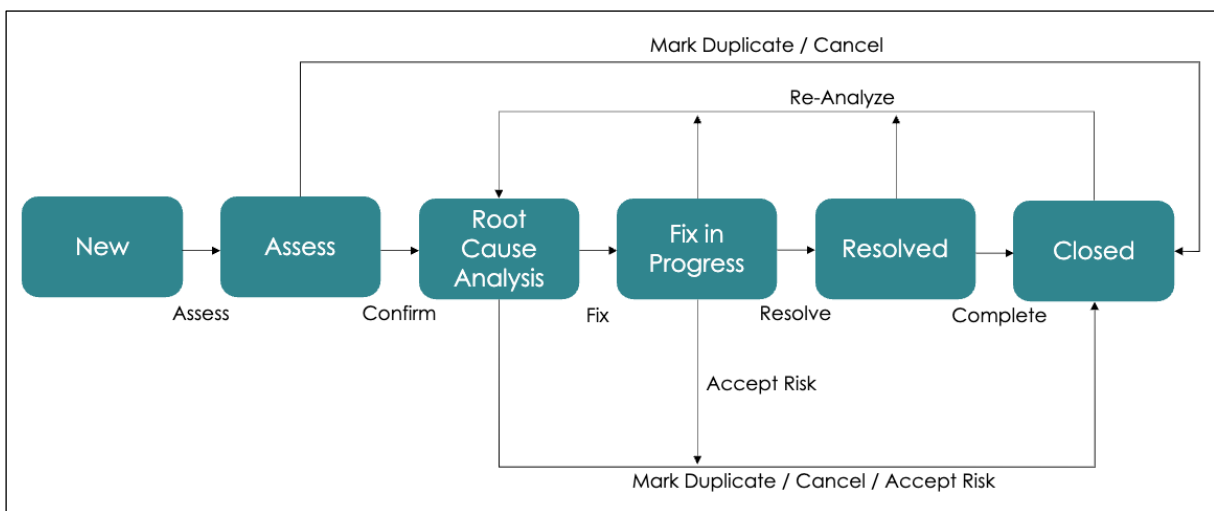 Mark Duplicate / Cancel
Re-Analyze
New
Assess
Root
Cause
Analysis
Fix in
Progress
Resolved
Closed
Assess
Confirm
Fix
Resolve
Complete
Accept Risk
Mark Duplicate / Cancel / Accept Risk